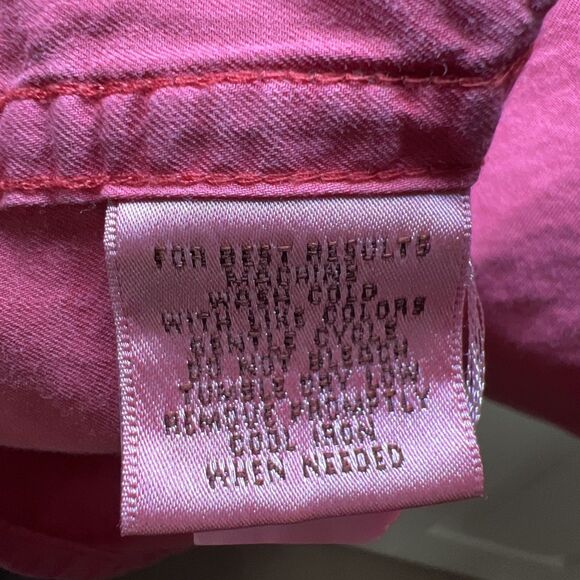 FOR BEST RESULTS
MACHINE
WASH COLD
WITH LIKE COLORS
GENTLE CYCLE
DO NOT BLEACH
TUMBLE DRY LOW
REMOVE PROMPTLY
COOL IRON
WHEN NEEDED